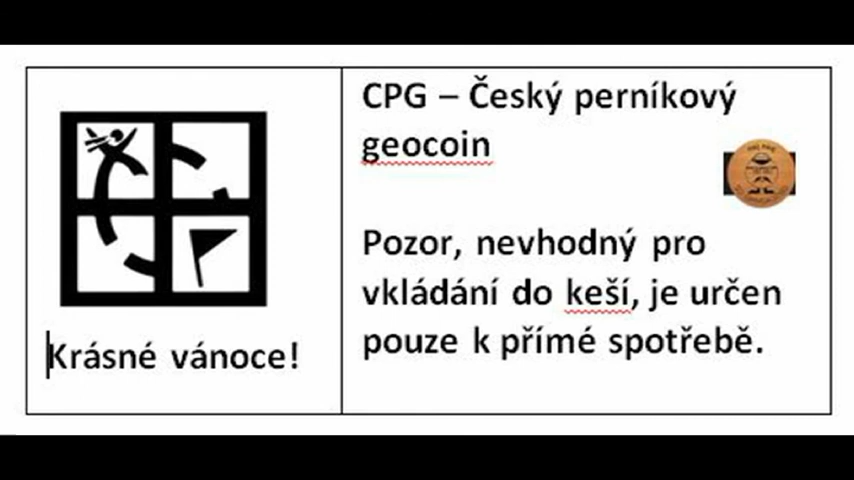 Krásné vánoce!
CPG – Český perníkový
geocoin
Pozor, nevhodný pro
vkládání do keší, je určen
pouze k přímé spotřebě.